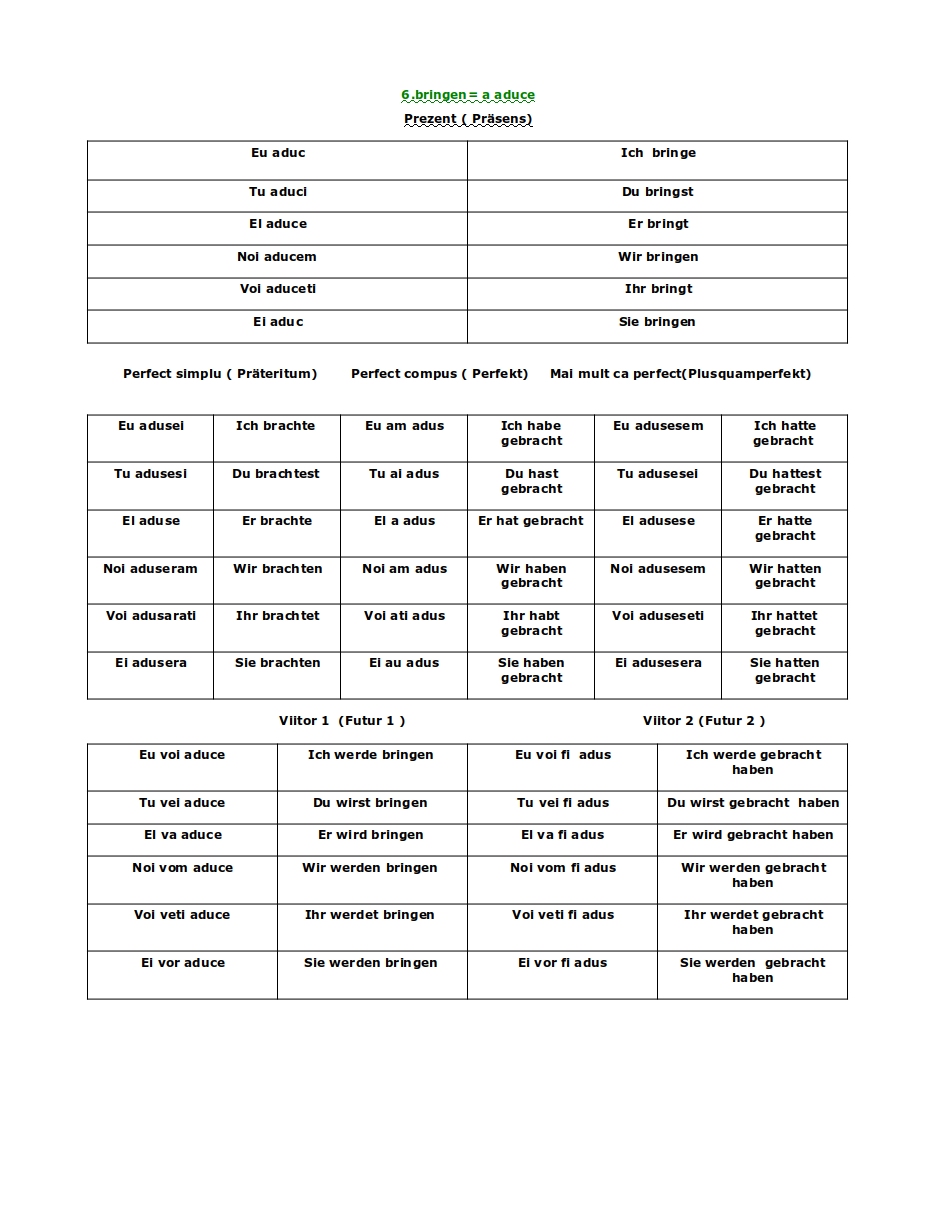 6.bringen= a aduce
Prezent ( Präsens)
Eu aduc Ich bringe
Tu aduci Du bringst
El aduce Er bringt
Noi aducem Wir bringen
Voi aduceti Ihr bringt
Ei aduc Sie bringen
Perfect simplu ( Präteritum) Perfect compus ( Perfekt) Mai mult ca perfect(Plusquamperfekt)
Eu adusei Ich brachte Eu am adus Ich habe gebracht Eu adusesem Ich hatte gebracht
Tu adusesi Du brachtest Tu ai adus Du hast gebracht Tu adusesei Du hattest gebracht
El aduse Er brachte El a adus Er hat gebracht El adusese Er hatte gebracht
Noi aduseram Wir brachten Noi am adus Wir haben gebracht Noi adusesem Wir hatten gebracht
Voi adusarati Ihr brachtet Voi ati adus Ihr habt gebracht Voi aduseseti Ihr hattet gebracht
Ei adusera Sie brachten Ei au adus Sie haben gebracht Ei adusesera Sie hatten gebracht
Viitor 1 (Futur 1 ) Viitor 2 (Futur 2 )
Eu voi aduce Ich werde bringen Eu voi fi adus Ich werde gebracht haben
Tu vei aduce Du wirst bringen Tu vei fi adus Du wirst gebracht haben
El va aduce Er wird bringen El va fi adus Er wird gebracht haben
Noi vom aduce Wir werden bringen Noi vom fi adus Wir werden gebracht haben
Voi veti aduce Ihr werdet bringen Voi veti fi adus Ihr werdet gebracht haben
Ei vor aduce Sie werden bringen Ei vor fi adus Sie werden gebracht haben